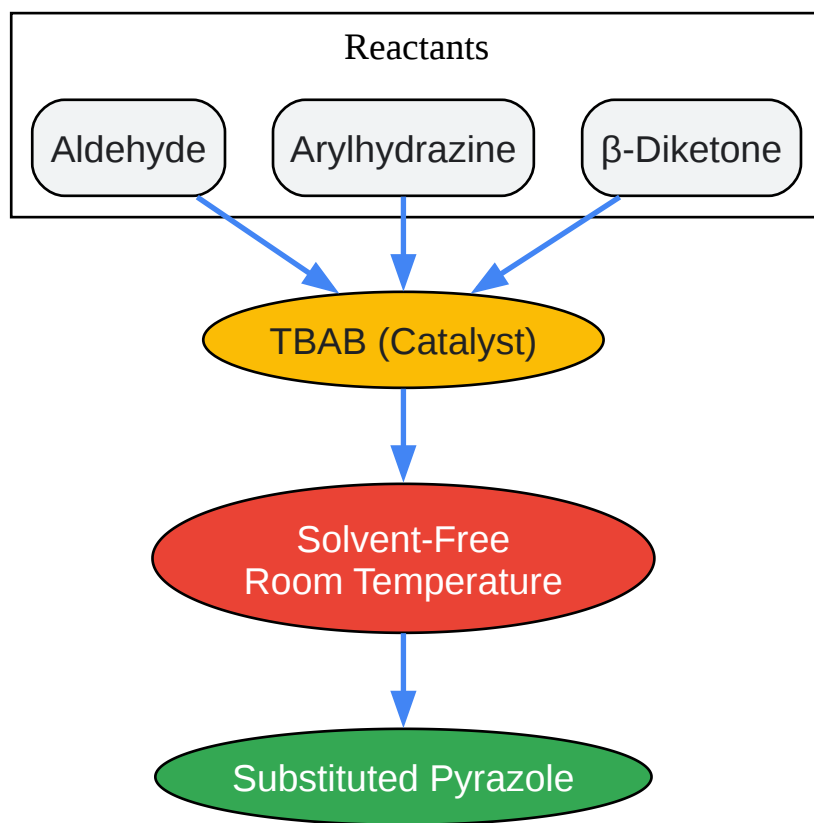 Reactants
Aldehyde
Arylhydrazine
β-Diketone
TBAB (Catalyst)
Solvent-Free
Room Temperature
Substituted Pyrazole